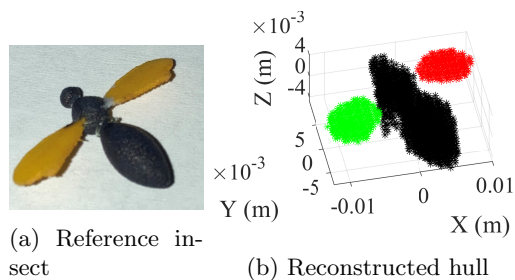 ×10⁻³
4
0
-4
Z (m)
×10⁻³
5
0
-5
Y (m)
-0.01
0
0.01
X (m)
(a) Reference in-
sect
(b) Reconstructed hull